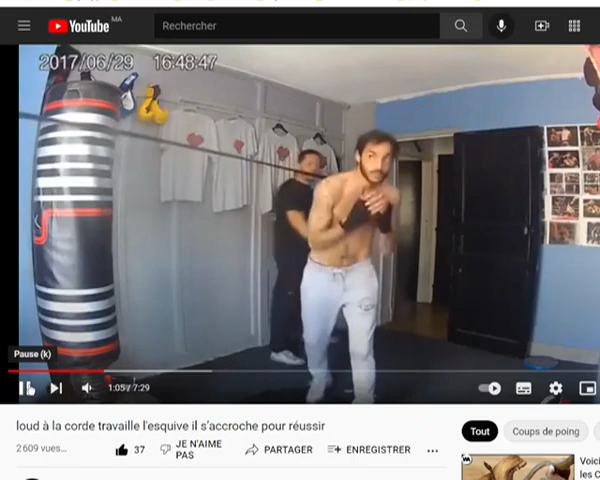 YouTube MA
Rechercher
2017/06/29 16:48:47
Pause (k)
1:05 / 7:29
loud à la corde travaille l'esquive il s'accroche pour réussir
2 609 vues...
37
JE N'AIME
PAS
PARTAGER
ENREGISTRER
Tout
Coups de poing
Voici
les C